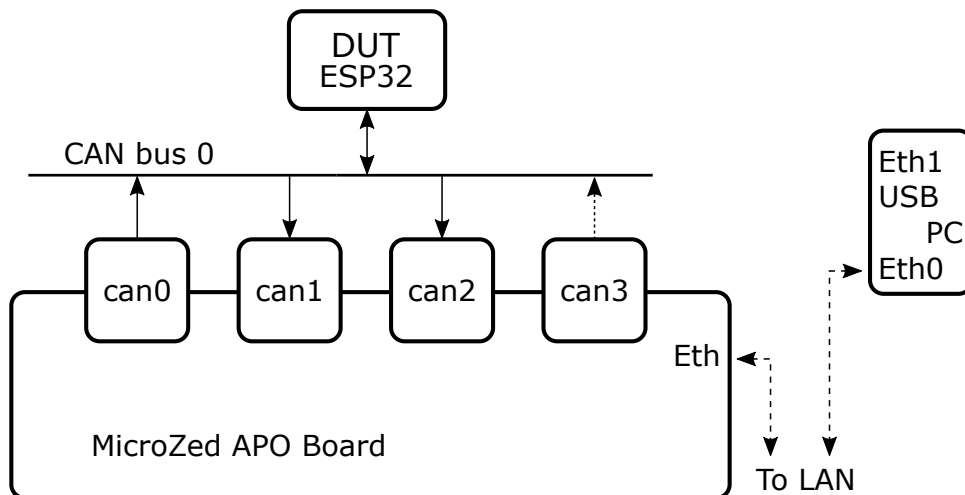 DUT
ESP32
CAN bus 0
Eth1
USB
PC
Eth0
can0
can1
can2
can3
Eth
MicroZed APO Board
To LAN